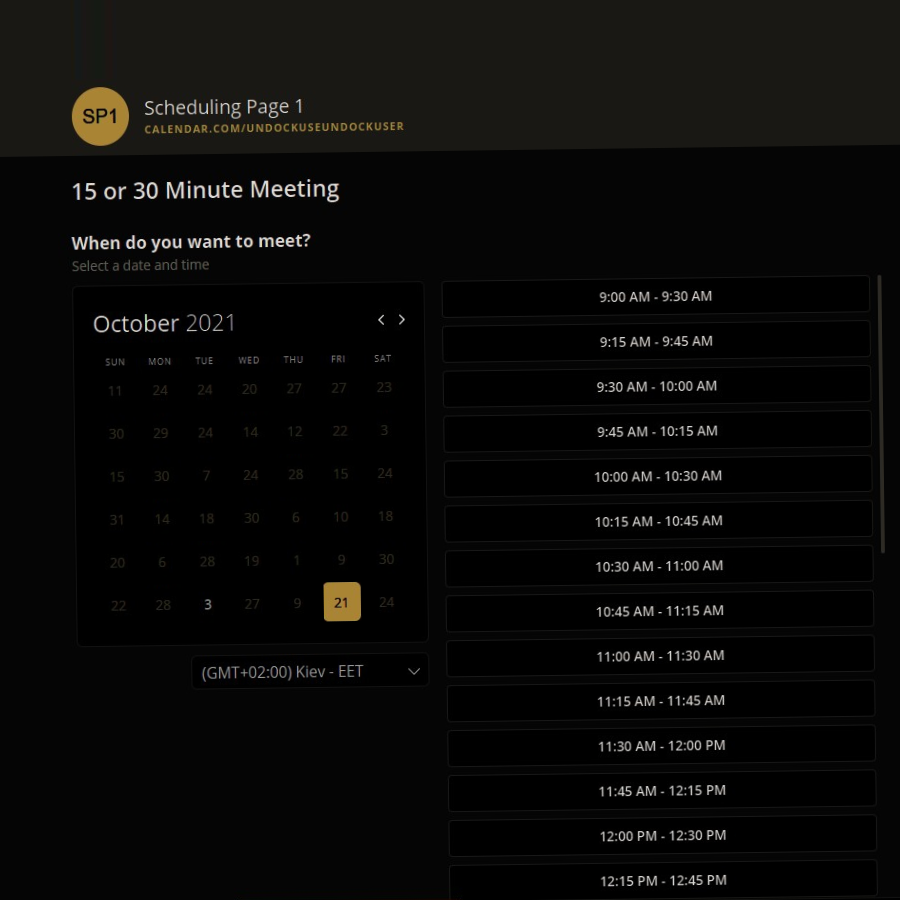 SP1
Scheduling Page 1
CALENDAR.COM/UNDOCKUSEUNDOCKUSER
15 or 30 Minute Meeting
When do you want to meet?
Select a date and time
October 2021
SUN MON TUE WED THU FRI SAT
11 24 24 20 27 27 23
30 29 24 14 12 22 3
15 30 7 24 28 15 24
31 14 18 30 6 10 18
20 6 28 19 1 9 30
22 28 3 27 9 21 24
(GMT+02:00) Kiev - EET
9:00 AM - 9:30 AM
9:15 AM - 9:45 AM
9:30 AM - 10:00 AM
9:45 AM - 10:15 AM
10:00 AM - 10:30 AM
10:15 AM - 10:45 AM
10:30 AM - 11:00 AM
10:45 AM - 11:15 AM
11:00 AM - 11:30 AM
11:15 AM - 11:45 AM
11:30 AM - 12:00 PM
11:45 AM - 12:15 PM
12:00 PM - 12:30 PM
12:15 PM - 12:45 PM